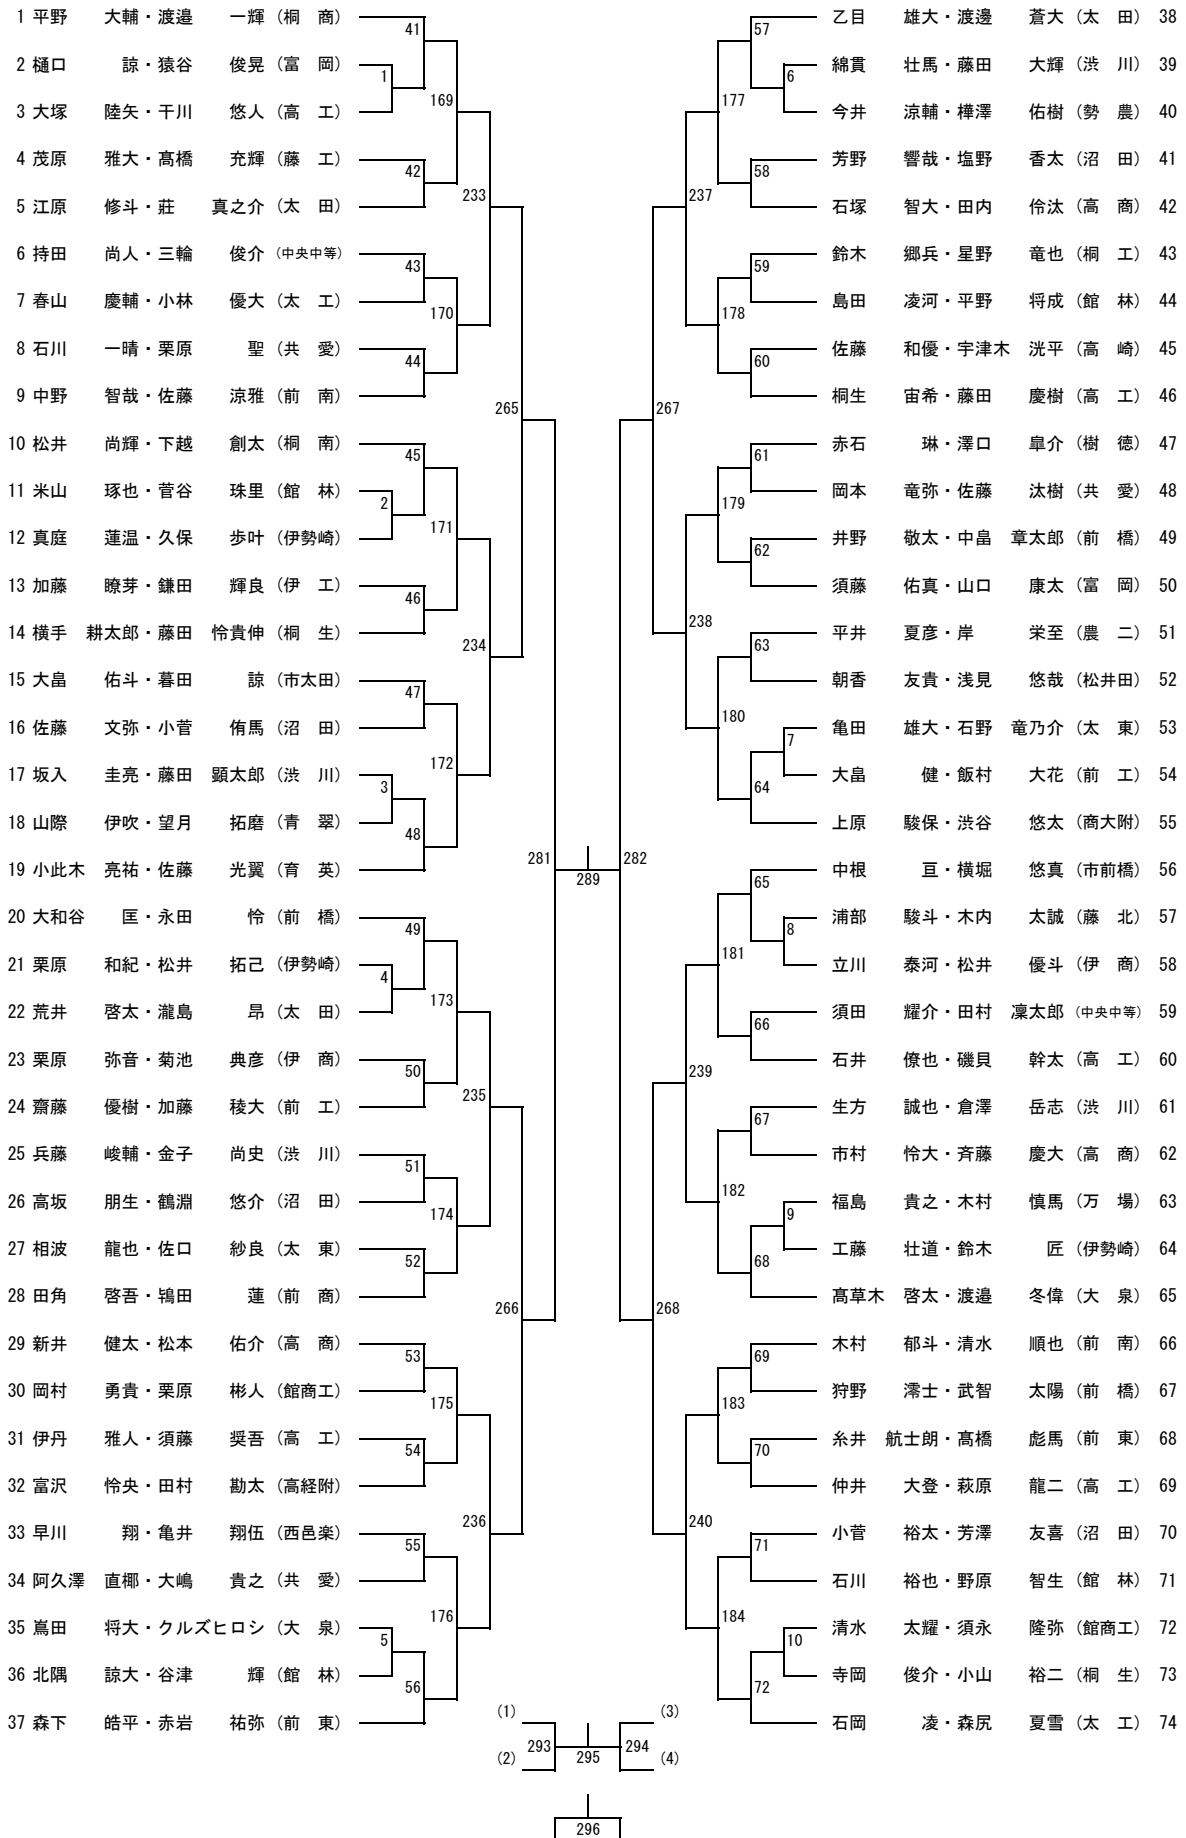 1 平野 大輔・渡邉 一輝 (桐 商)
2 樋口 諒・猿谷 俊晃 (富 岡)
3 大塚 陸矢・干川 悠人 (高 工)
4 茂原 雅大・髙橋 充輝 (藤 工)
5 江原 修斗・莊 真之介 (太 田)
6 持田 尚人・三輪 俊介 (中央中等)
7 春山 慶輔・小林 優大 (太 工)
8 石川 一晴・栗原 聖 (共 愛)
9 中野 智哉・佐藤 涼雅 (前 南)
10 松井 尚輝・下越 創太 (桐 南)
11 米山 琢也・菅谷 珠里 (館 林)
12 真庭 蓮温・久保 歩叶 (伊勢崎)
13 加藤 暸芽・鎌田 輝良 (伊 工)
14 横手 耕太郎・藤田 怜貴伸 (桐 生)
15 大畠 佑斗・暮田 諒 (市太田)
16 佐藤 文弥・小菅 侑馬 (沼 田)
17 坂入 圭亮・藤田 顕太郎 (渋 川)
18 山際 伊吹・望月 拓磨 (青 翠)
19 小此木 亮祐・佐藤 光翼 (育 英)
20 大和谷 匡・永田 怜 (前 橋)
21 栗原 和紀・松井 拓己 (伊勢崎)
22 荒井 啓太・瀧島 昂 (太 田)
23 栗原 弥音・菊池 典彦 (伊 商)
24 齋藤 優樹・加藤 稜大 (前 工)
25 兵藤 峻輔・金子 尚史 (渋 川)
26 高坂 朋生・鶴淵 悠介 (沼 田)
27 相波 龍也・佐口 紗良 (太 東)
28 田角 啓吾・鴇田 蓮 (前 商)
29 新井 健太・松本 佑介 (高 商)
30 岡村 勇貴・栗原 彬人 (館商工)
31 伊丹 雅人・須藤 奨吾 (高 工)
32 富沢 怜央・田村 勘太 (高経附)
33 早川 翔・亀井 翔伍 (西邑楽)
34 阿久澤 直椰・大嶋 貴之 (共 愛)
35 嶌田 将大・クルズヒロシ (大 泉)
36 北隅 諒大・谷津 輝 (館 林)
37 森下 皓平・赤岩 祐弥 (前 東)
41
1
169
42
233
43
170
44
265
45
2
171
46
234
47
172
3
48
281
49
4
173
50
235
51
174
52
266
53
175
54
236
55
176
5
56
289
282
57
6
177
58
237
59
178
60
267
61
179
62
238
63
180
7
64
65
8
181
66
239
67
182
9
68
268
69
183
70
240
71
184
10
72
乙目 雄大・渡邊 蒼大 (太 田) 38
綿貫 壮馬・藤田 大輝 (渋 川) 39
今井 涼輔・樺澤 佑樹 (勢 農) 40
芳野 響哉・塩野 香太 (沼 田) 41
石塚 智大・田内 伶汰 (高 商) 42
鈴木 郷兵・星野 竜也 (桐 工) 43
島田 凌河・平野 将成 (館 林) 44
佐藤 和優・宇津木 洸平 (高 崎) 45
桐生 宙希・藤田 慶樹 (高 工) 46
赤石 琳・澤口 皐介 (樹 徳) 47
岡本 竜弥・佐藤 汰樹 (共 愛) 48
井野 敬太・中畠 章太郎 (前 橋) 49
須藤 佑真・山口 康太 (富 岡) 50
平井 夏彦・岸 栄至 (農 二) 51
朝香 友貴・浅見 悠哉 (松井田) 52
亀田 雄大・石野 竜乃介 (太 東) 53
大畠 健・飯村 大花 (前 工) 54
上原 駿保・渋谷 悠太 (商大附) 55
中根 亘・横堀 悠真 (市前橋) 56
浦部 駿斗・木内 太誠 (藤 北) 57
立川 泰河・松井 優斗 (伊 商) 58
須田 耀介・田村 凜太郎 (中央中等) 59
石井 僚也・磯貝 幹太 (高 工) 60
生方 誠也・倉澤 岳志 (渋 川) 61
市村 怜大・斉藤 慶大 (高 商) 62
福島 貴之・木村 慎馬 (万 場) 63
工藤 壮道・鈴木 匠 (伊勢崎) 64
髙草木 啓太・渡邉 冬偉 (大 泉) 65
木村 郁斗・清水 順也 (前 南) 66
狩野 澪士・武智 太陽 (前 橋) 67
糸井 航士朗・髙橋 彪馬 (前 東) 68
仲井 大登・萩原 龍二 (高 工) 69
小菅 裕太・芳澤 友喜 (沼 田) 70
石川 裕也・野原 智生 (館 林) 71
清水 太耀・須永 隆弥 (館商工) 72
寺岡 俊介・小山 裕二 (桐 生) 73
石岡 凌・森尻 夏雪 (太 工) 74
(1) (3)
293 295 294
(2) (4)
296